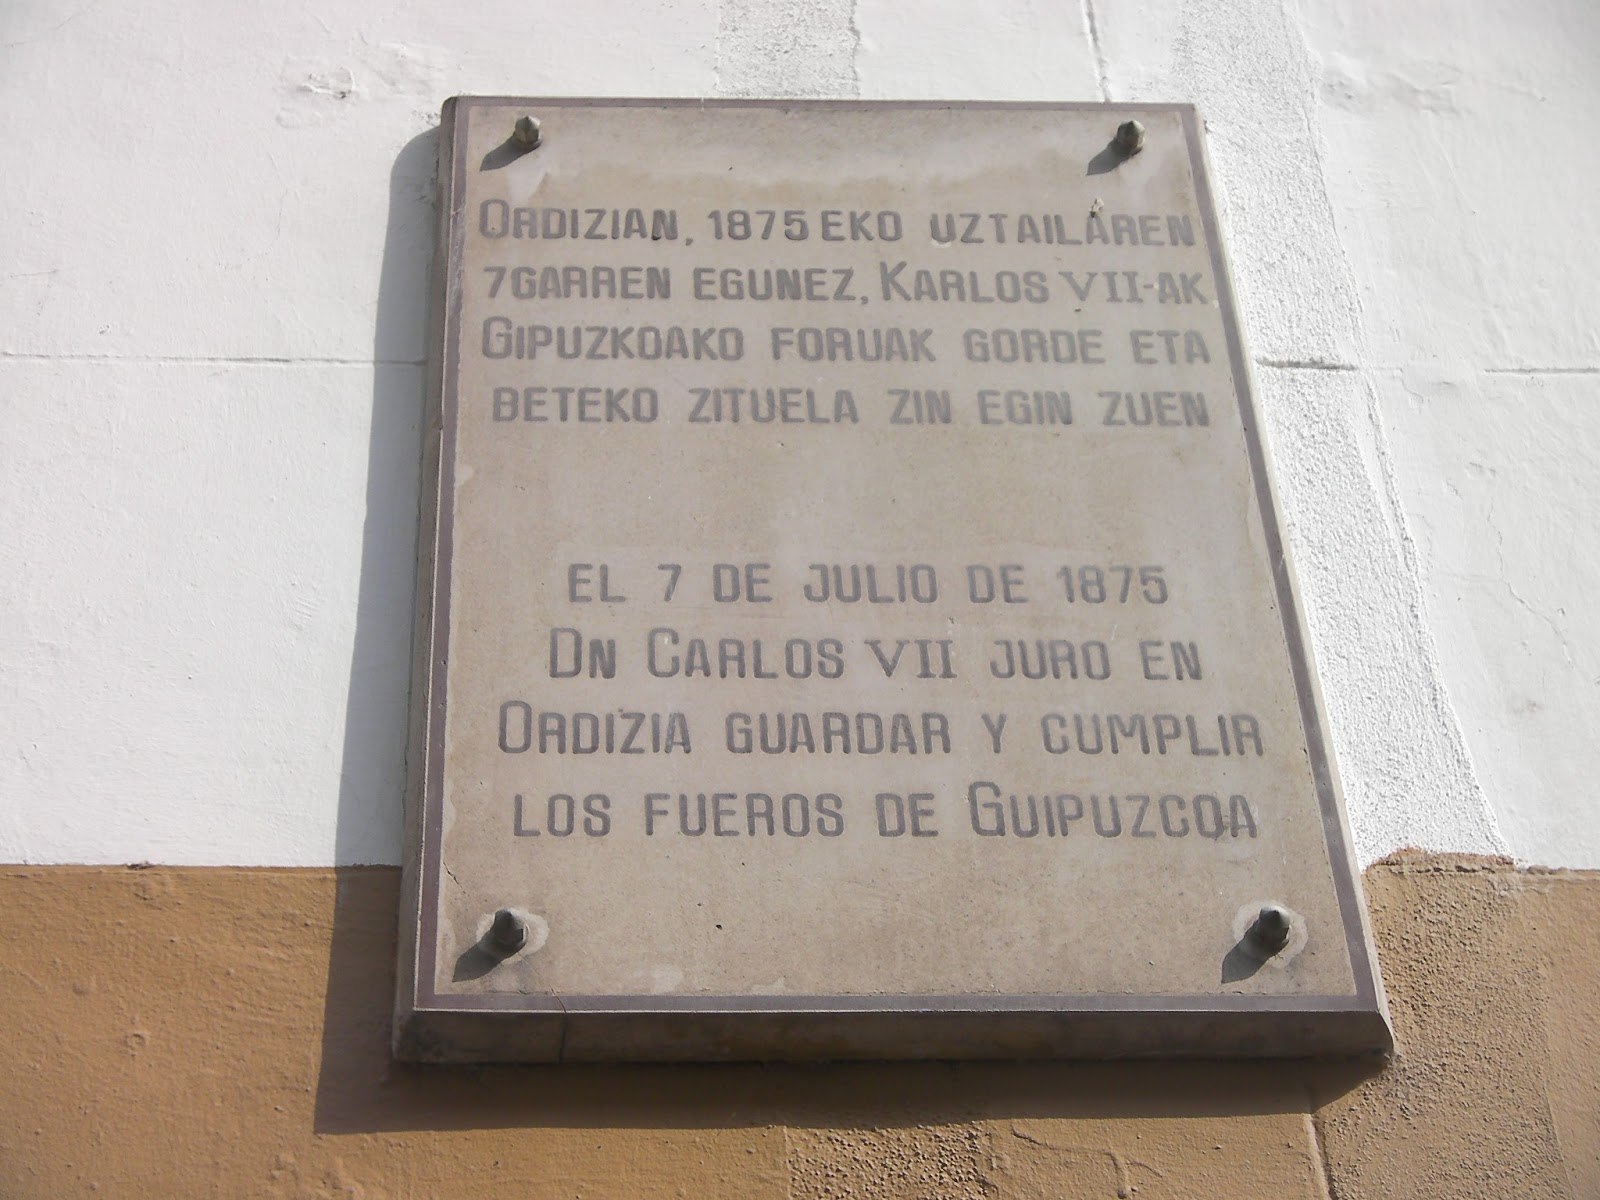 ORDIZIAN, 1875 EKO UZTAILAREN
7GARREN EGUNEZ, KARLOS VII-AK
GIPUZKOAKO FORUAK GORDE ETA
BETEKO ZITUELA ZIN EGIN ZUEN
EL 7 DE JULIO DE 1875
DN CARLOS VII JURO EN
ORDIZIA GUARDAR Y CUMPLIR
LOS FUEROS DE GUIPUZCOA